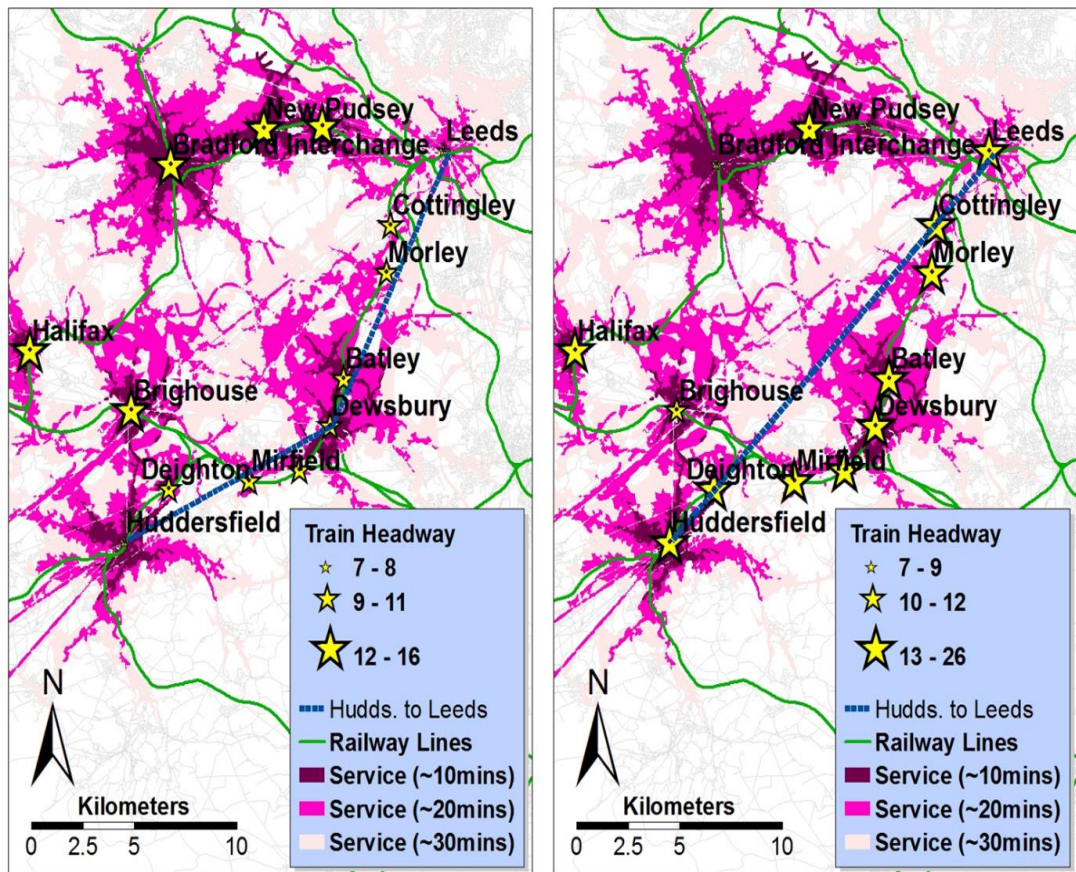 New Pudsey
Leeds
Bradford Interchange
Cottingley
Morley
Halifax
Batley
Brighouse
Dewsbury
Deighton
Mirfield
Huddersfield
Train Headway
7 - 8
9 - 11
12 - 16
N
Hudds. to Leeds
Railway Lines
Service (~10mins)
Kilometers
Service (~20mins)
Service (~30mins)
0 2.5 5 10
New Pudsey
Leeds
Bradford Interchange
Cottingley
Morley
Halifax
Batley
Brighouse
Dewsbury
Deighton
Mirfield
Huddersfield
Train Headway
7 - 9
10 - 12
13 - 26
N
Hudds. to Leeds
Railway Lines
Service (~10mins)
Kilometers
Service (~20mins)
Service (~30mins)
0 2.5 5 10